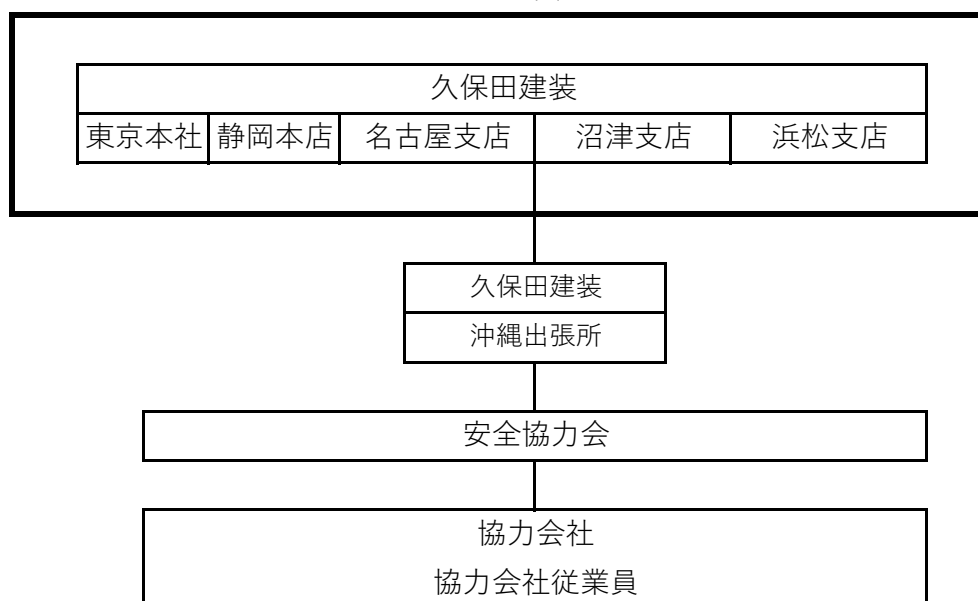 久保田建装
東京本社 静岡本店 名古屋支店 沼津支店 浜松支店
久保田建装
沖縄出張所
安全協力会
協力会社
協力会社従業員